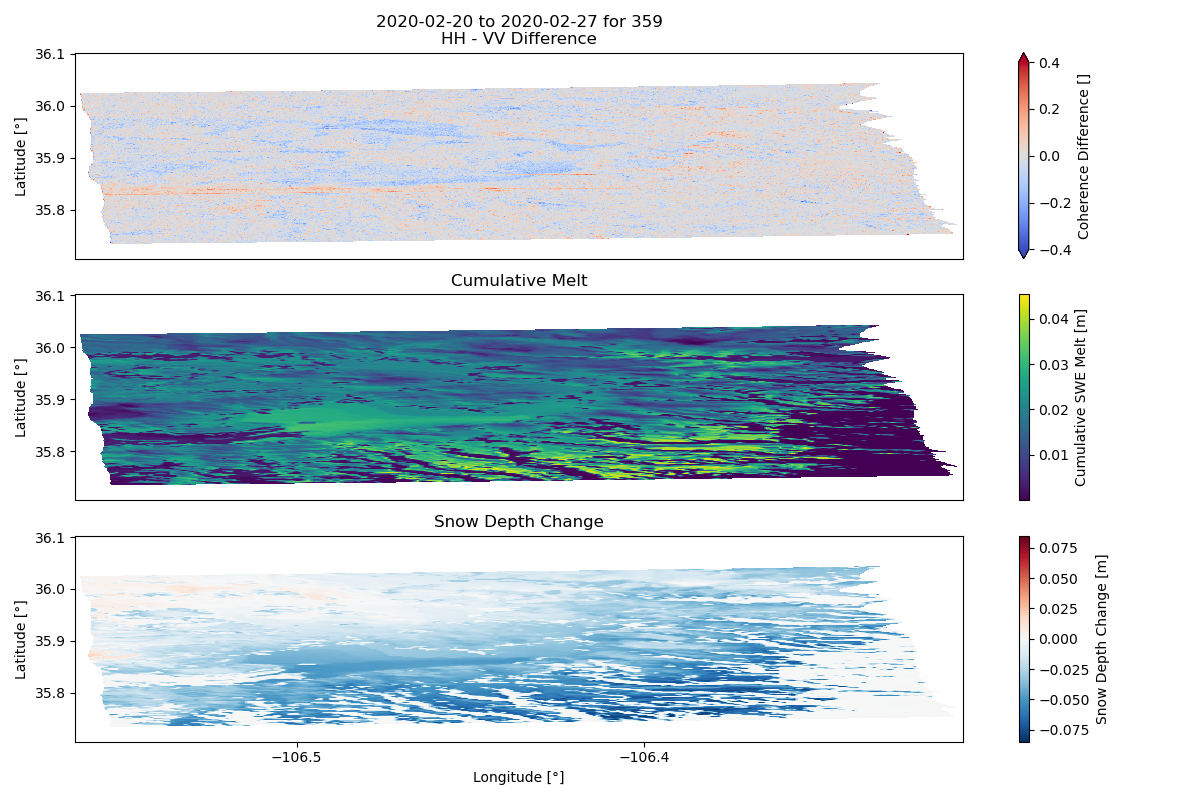 2020-02-20 to 2020-02-27 for 359
HH - VV Difference
36.1
36.0
35.9
35.8
Latitude [°]
0.4
0.2
0.0
−0.2
−0.4
Coherence Difference []
Cumulative Melt
36.1
36.0
35.9
35.8
Latitude [°]
0.04
0.03
0.02
0.01
Cumulative SWE Melt [m]
Snow Depth Change
36.1
36.0
35.9
35.8
Latitude [°]
0.075
0.050
0.025
0.000
−0.025
−0.050
−0.075
Snow Depth Change [m]
−106.5
−106.4
Longitude [°]